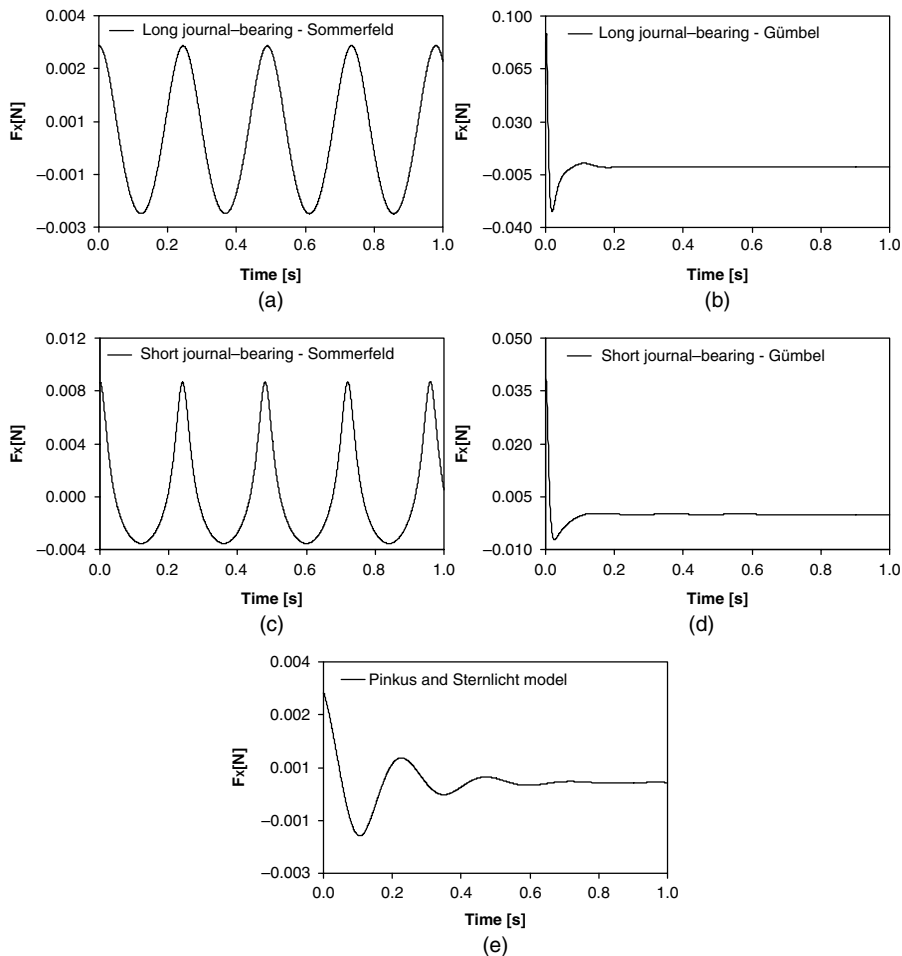 Long journal–bearing - Sommerfeld
0.004
0.002
0.001
−0.001
−0.003
Fx[N]
0.0 0.2 0.4 0.6 0.8 1.0
Time [s]
(a)
Long journal–bearing - Gümbel
0.100
0.065
0.030
−0.005
−0.040
Fx[N]
0.0 0.2 0.4 0.6 0.8 1.0
Time [s]
(b)
Short journal–bearing - Sommerfeld
0.012
0.008
0.004
0.000
−0.004
Fx[N]
0.0 0.2 0.4 0.6 0.8 1.0
Time [s]
(c)
Short journal–bearing - Gümbel
0.050
0.035
0.020
0.005
−0.010
Fx[N]
0.0 0.2 0.4 0.6 0.8 1.0
Time [s]
(d)
Pinkus and Sternlicht model
0.004
0.002
0.001
−0.001
−0.003
Fx[N]
0.0 0.2 0.4 0.6 0.8 1.0
Time [s]
(e)